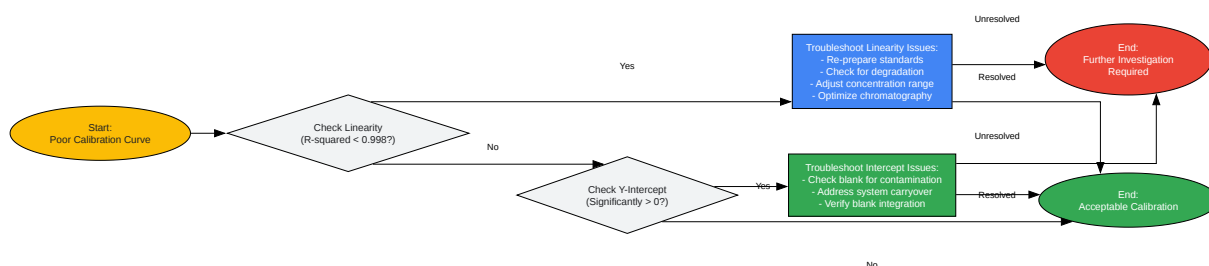 Start:
Poor Calibration Curve
Check Linearity
(R-squared < 0.998?)
Yes
No
Troubleshoot Linearity Issues:
- Re-prepare standards
- Check for degradation
- Adjust concentration range
- Optimize chromatography
Unresolved
Resolved
End:
Further Investigation
Required
Check Y-Intercept
(Significantly > 0?)
Yes
Troubleshoot Intercept Issues:
- Check blank for contamination
- Address system carryover
- Verify blank integration
Unresolved
Resolved
End:
Acceptable Calibration
No